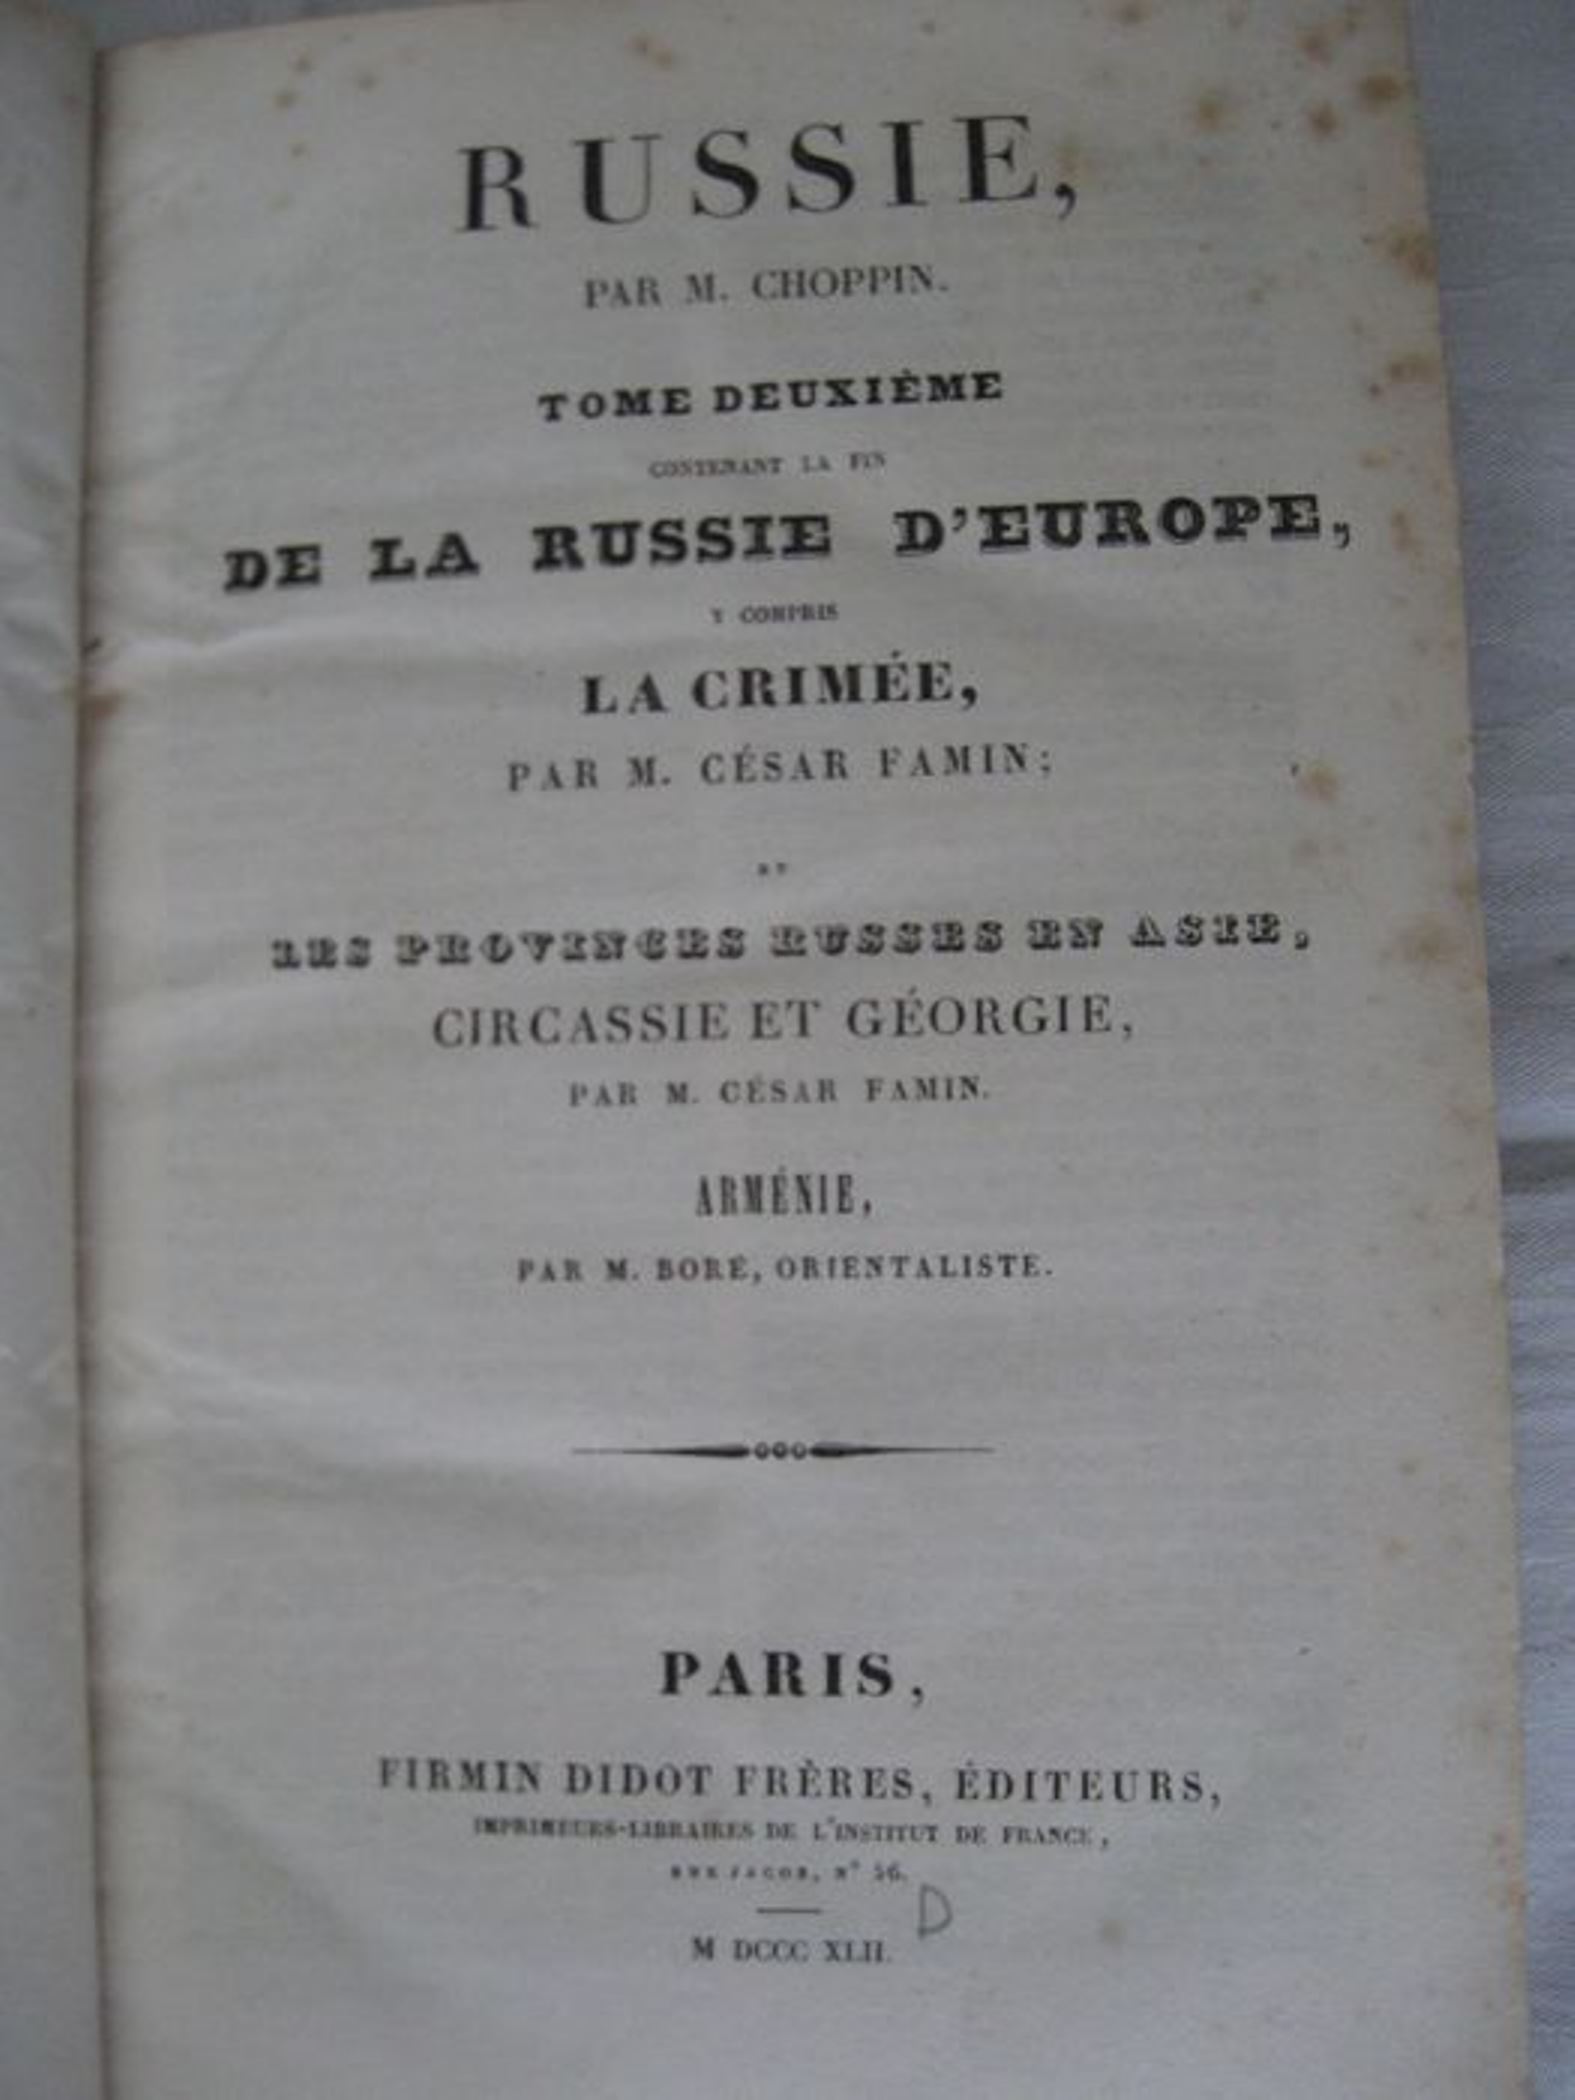 RUSSIE,
PAR M. CHOPPIN.
TOME DEUXIÈME
CONTENANT LA FIN
DE LA RUSSIE D'EUROPE,
Y COMPRIS
LA CRIMÉE,
PAR M. CÉSAR FAMIN;
ET
LES PROVINCES RUSSES EN ASIE,
CIRCASSIE ET GÉORGIE,
PAR M. CÉSAR FAMIN.
ARMÉNIE,
PAR M. BORÉ, ORIENTALISTE.
PARIS,
FIRMIN DIDOT FRÈRES, ÉDITEURS,
IMPRIMEURS-LIBRAIRES DE L'INSTITUT DE FRANCE,
RUE JACOB, N° 56.
D
M DCCC XLII.